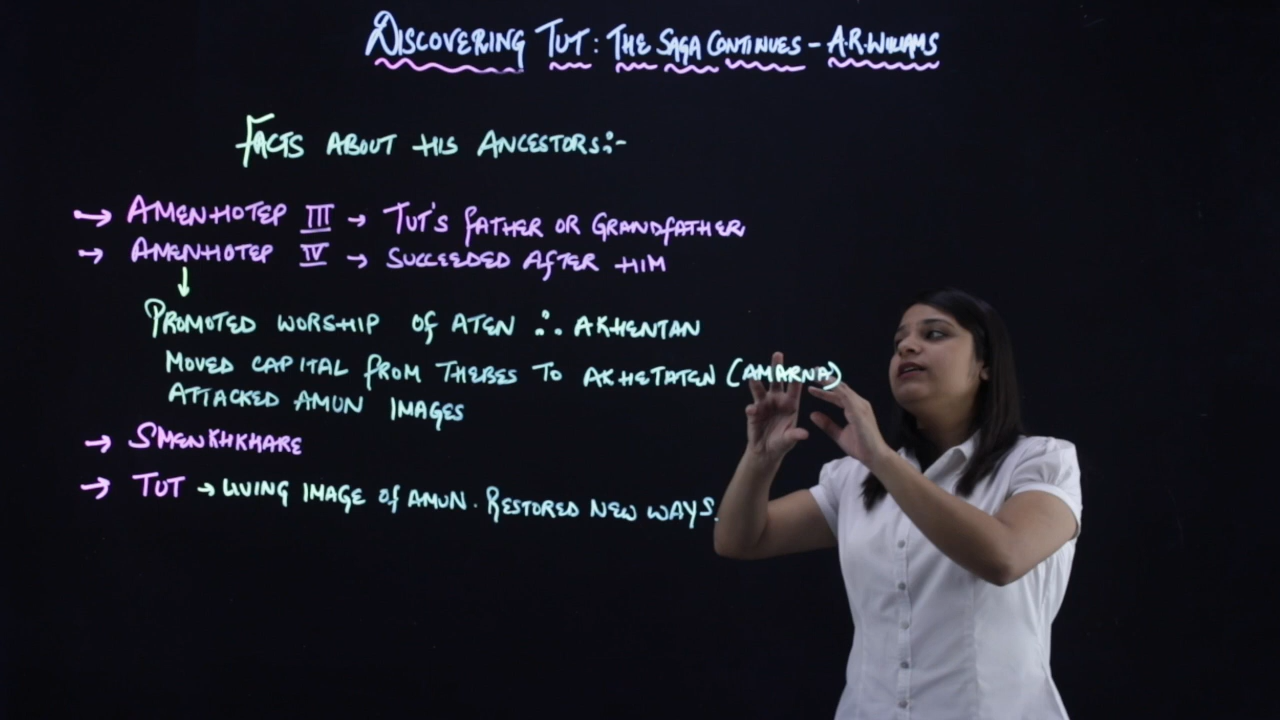 DISCOVERING TUT: THE SAGA CONTINUES - A.R.WILLIAMS
FACTS ABOUT HIS ANCESTORS:-
→ AMENHOTEP III → TUT'S FATHER OR GRANDFATHER
→ AMENHOTEP IV → SUCCEEDED AFTER HIM
↓
PROMOTED WORSHIP OF ATEN ∴ AKHENTAN
MOVED CAPITAL FROM THEBES TO AKHETATEN (AMARNA)
ATTACKED AMUN IMAGES
→ SMENKHKHARE
→ TUT → LIVING IMAGE OF AMUN. RESTORED NEW WAYS.